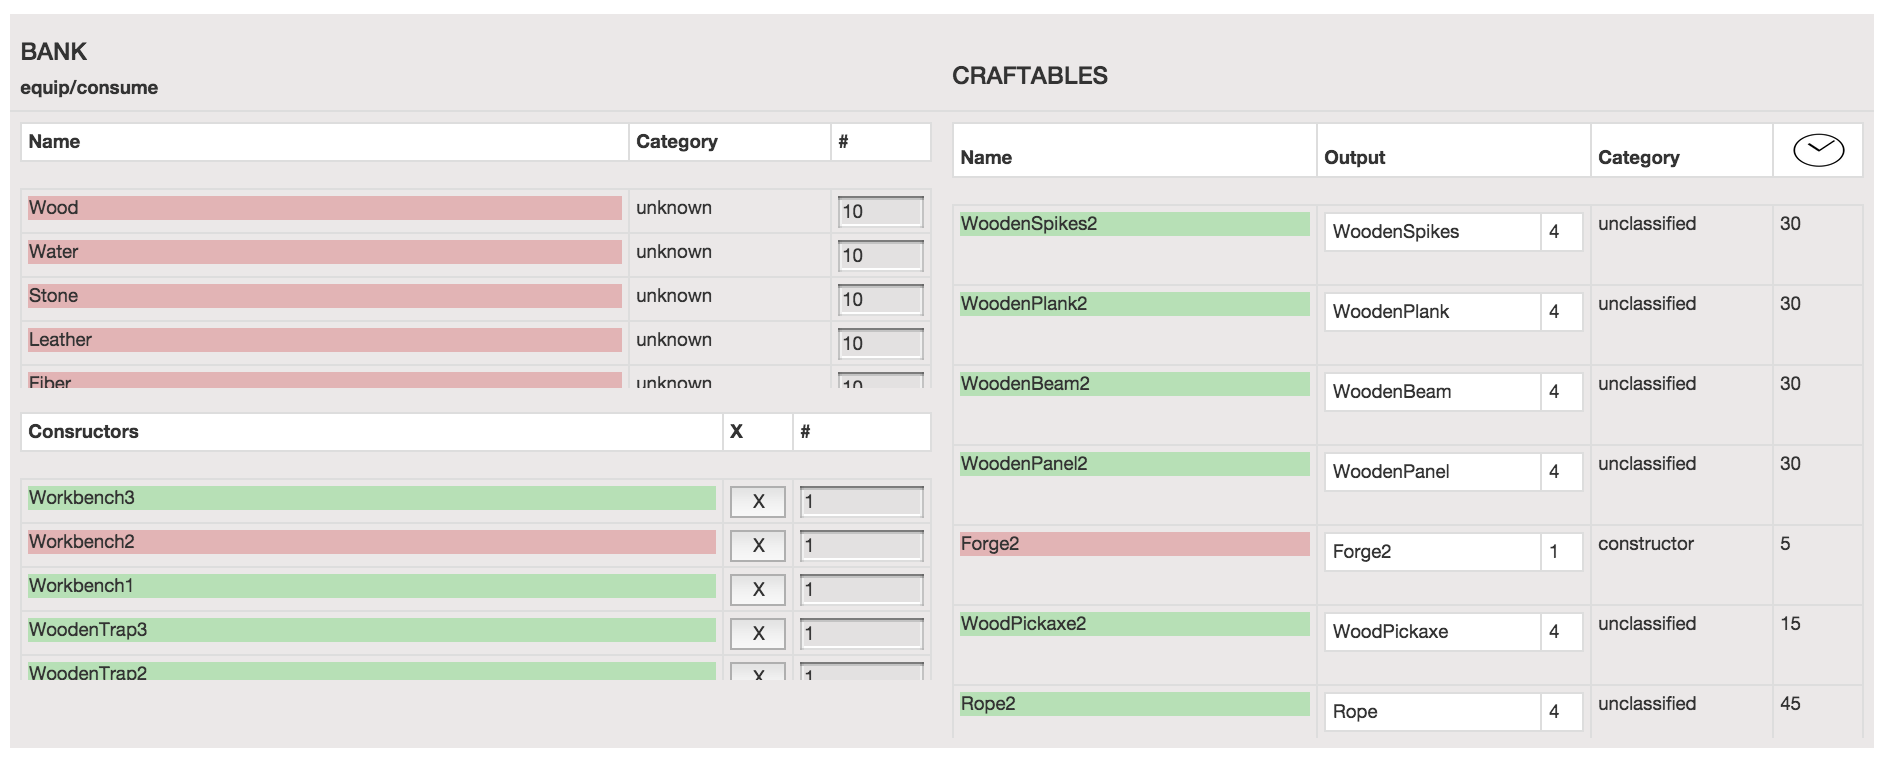 BANK
equip/consume
Name Category #
Wood unknown 10
Water unknown 10
Stone unknown 10
Leather unknown 10
Fiber unknown 10
Consructors X #
Workbench3 X 1
Workbench2 X 1
Workbench1 X 1
WoodenTrap3 X 1
WoodenTrap2 X 1
CRAFTABLES
Name Output Category
WoodenSpikes2 WoodenSpikes 4 unclassified 30
WoodenPlank2 WoodenPlank 4 unclassified 30
WoodenBeam2 WoodenBeam 4 unclassified 30
WoodenPanel2 WoodenPanel 4 unclassified 30
Forge2 Forge2 1 constructor 5
WoodPickaxe2 WoodPickaxe 4 unclassified 15
Rope2 Rope 4 unclassified 45